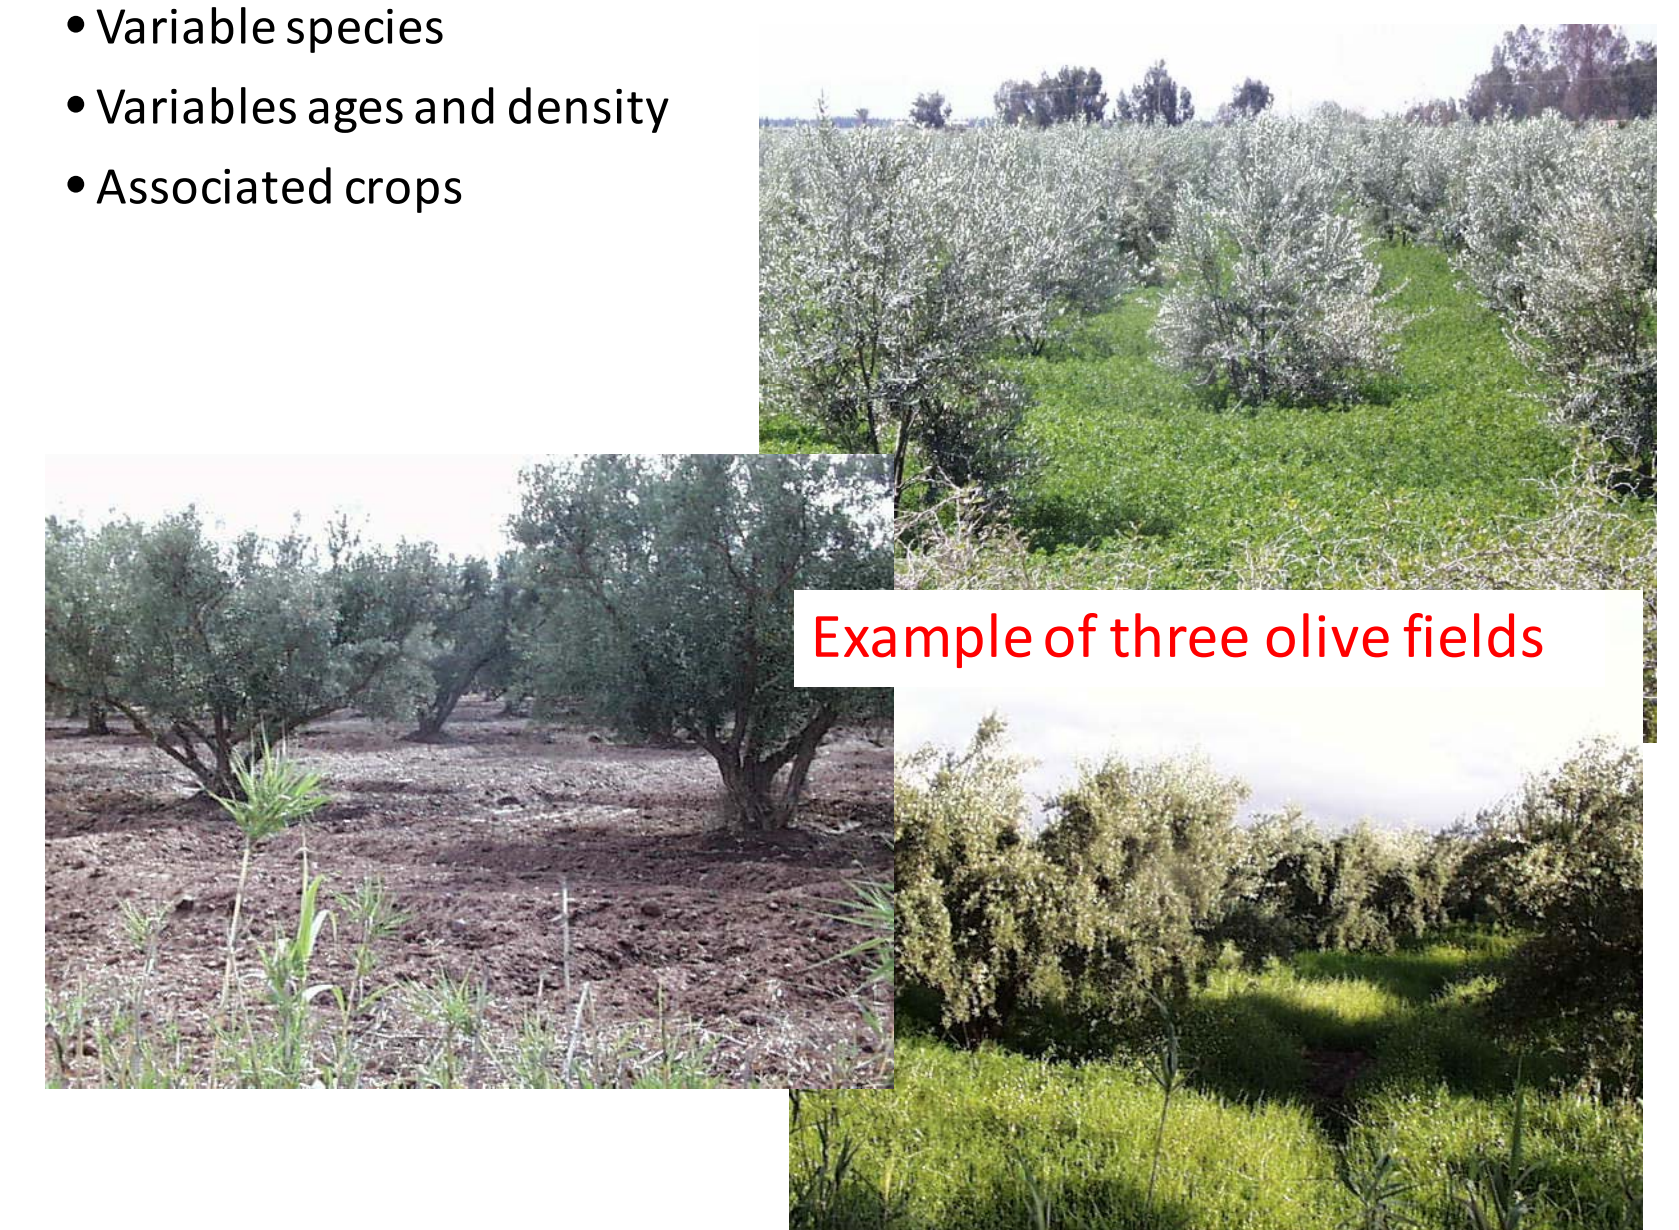 • Variable species
• Variables ages and density
• Associated crops
Example of three olive fields